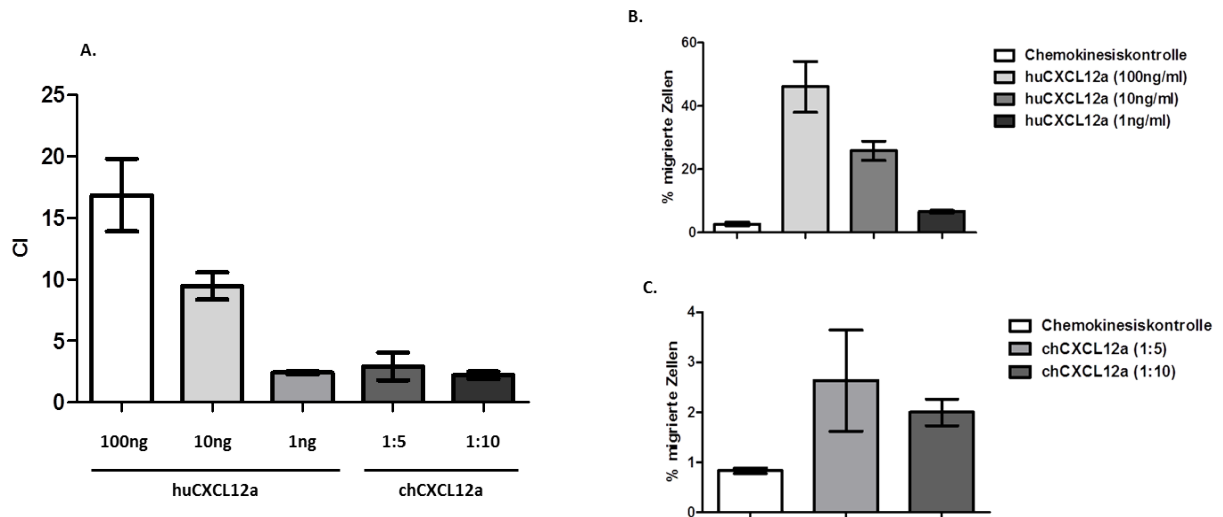 A.
25
20
15
10
5
0
CI
100ng 10ng 1ng 1:5 1:10
huCXCL12a chCXCL12a
B.
60
40
20
0
% migrierte Zellen
Chemokinesiskontrolle
huCXCL12a (100ng/ml)
huCXCL12a (10ng/ml)
huCXCL12a (1ng/ml)
C.
4
3
2
1
0
% migrierte Zellen
Chemokinesiskontrolle
chCXCL12a (1:5)
chCXCL12a (1:10)